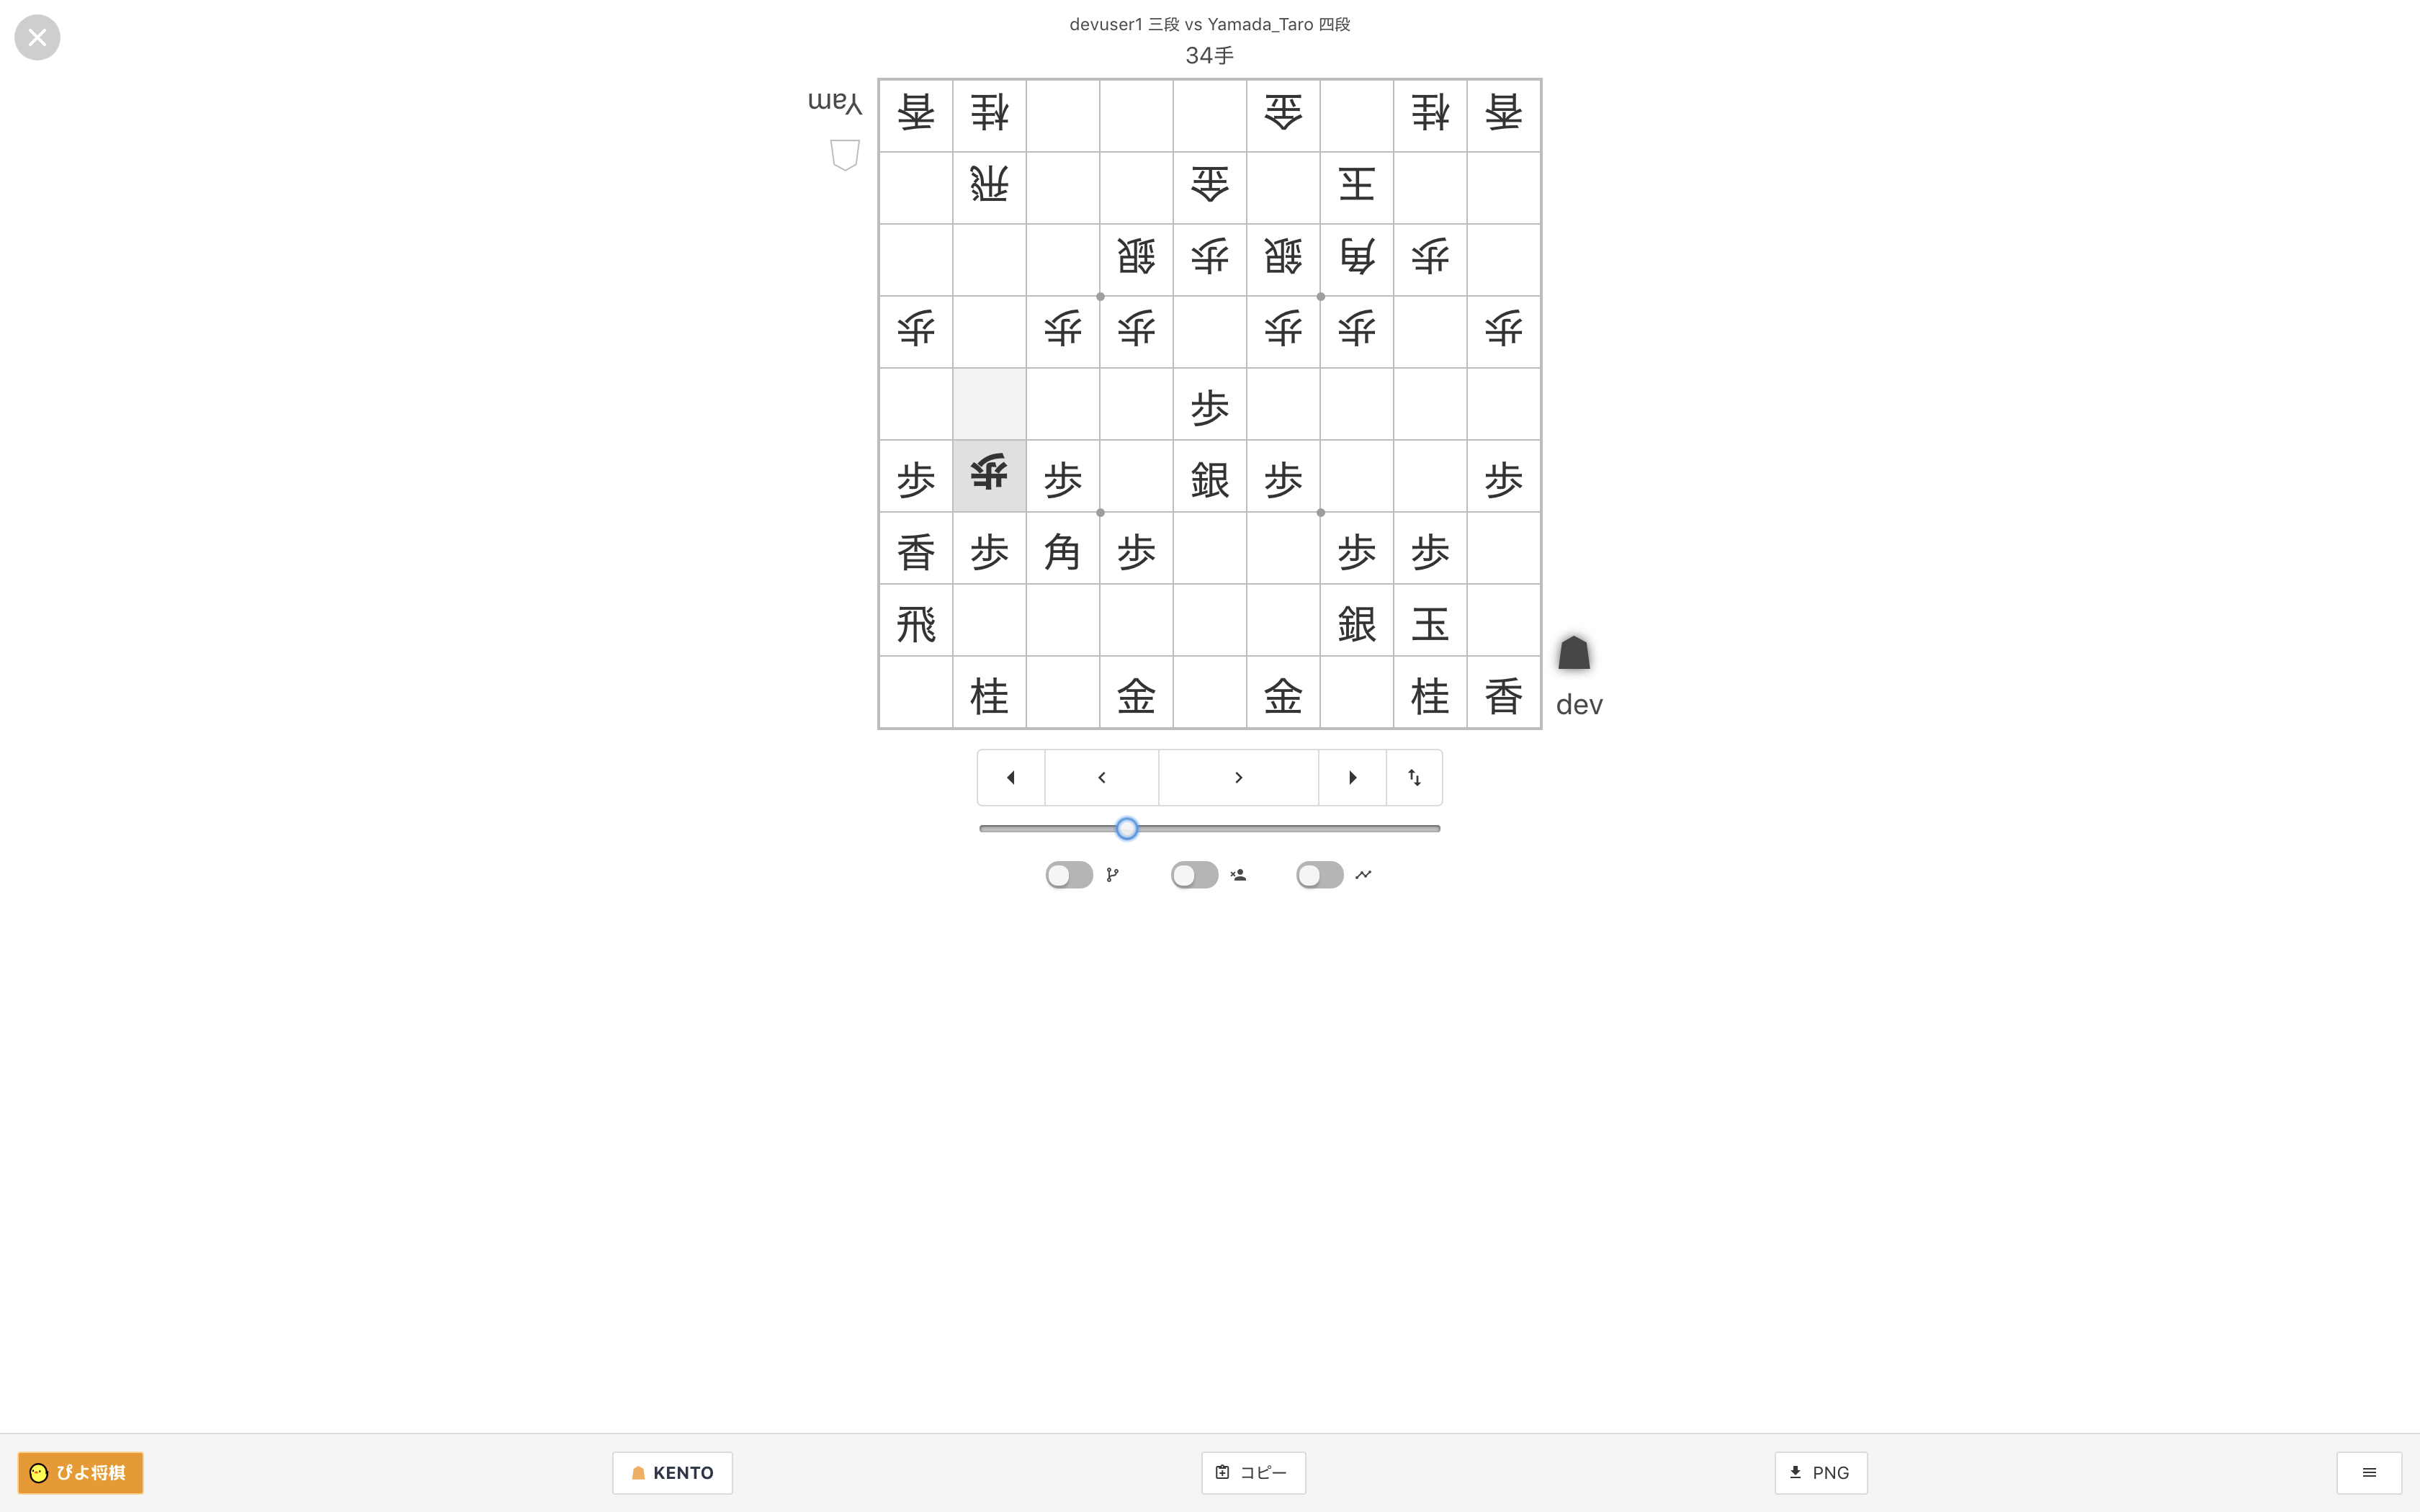 devuser1 三段 vs Yamada_Taro 四段
34手
Yam
香桂金桂香
飛金王
銀歩銀角歩
歩歩歩歩歩歩
歩
歩歩歩銀歩歩
香歩角歩歩歩
飛銀玉
桂金金桂香
dev
ぴよ将棋
KENTO
コピー
PNG